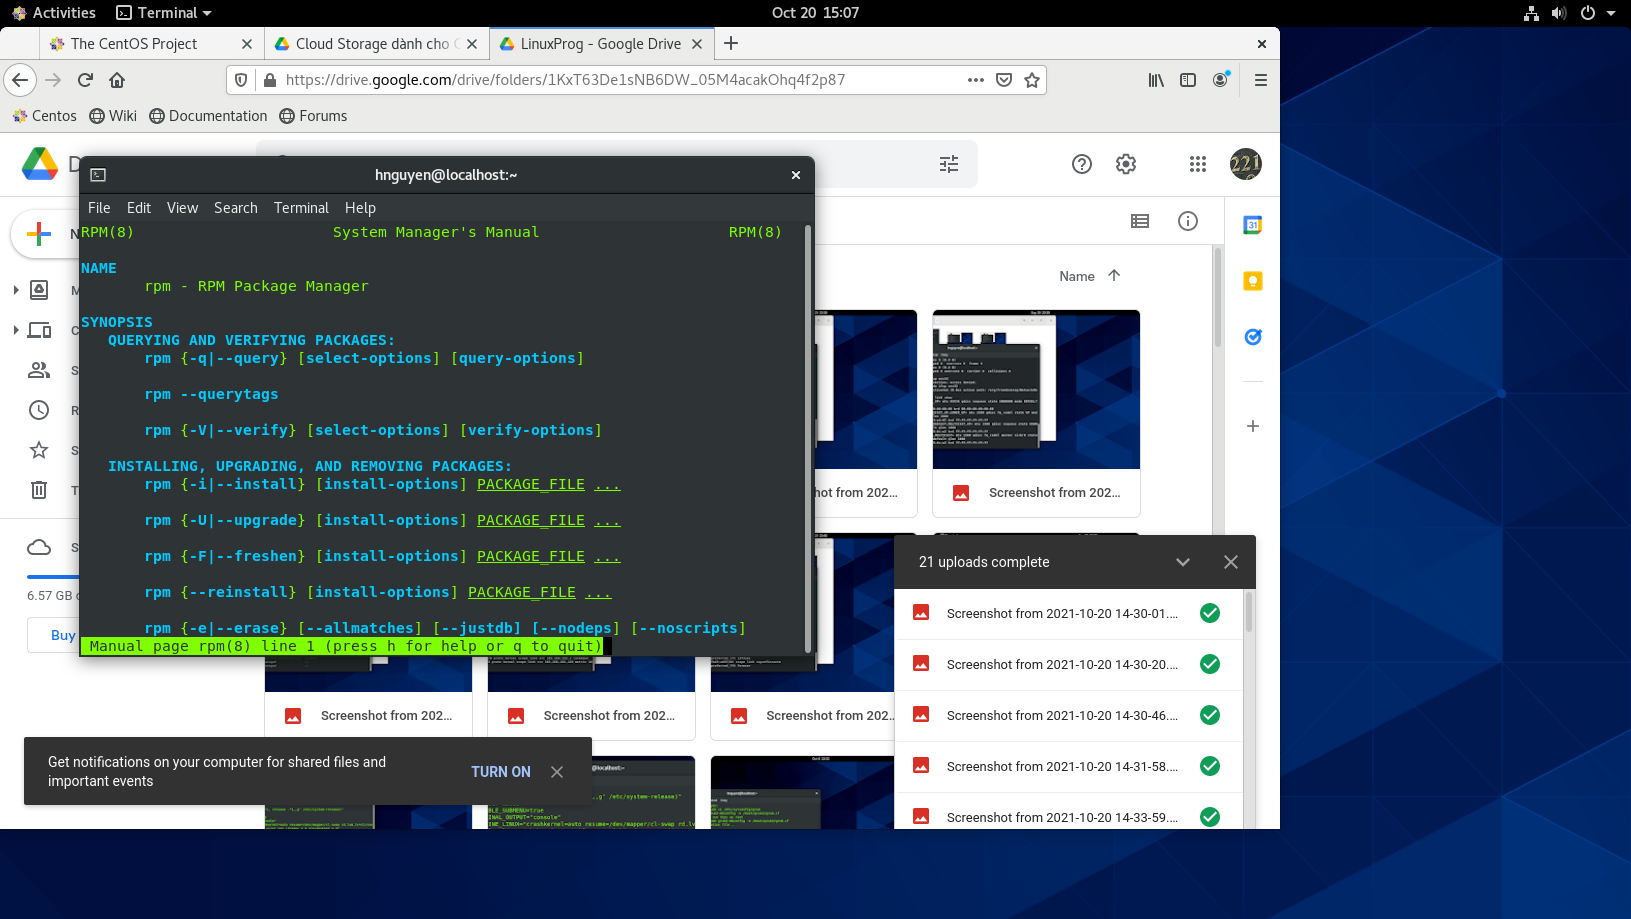 Activities
Terminal
Oct 20 15:07
The CentOS Project
Cloud Storage dành cho
LinuxProg - Google Drive
https://drive.google.com/drive/folders/1KxT63De1sNB6DW_05M4acakOhq4f2p87
Centos
Wiki
Documentation
Forums
221
hnguyen@localhost:~
File Edit View Search Terminal Help
RPM(8) System Manager's Manual RPM(8)
NAME
rpm - RPM Package Manager
SYNOPSIS
QUERYING AND VERIFYING PACKAGES:
rpm {-q|--query} [select-options] [query-options]
rpm --querytags
rpm {-V|--verify} [select-options] [verify-options]
INSTALLING, UPGRADING, AND REMOVING PACKAGES:
rpm {-i|--install} [install-options] PACKAGE_FILE ...
rpm {-U|--upgrade} [install-options] PACKAGE_FILE ...
rpm {-F|--freshen} [install-options] PACKAGE_FILE ...
rpm {--reinstall} [install-options] PACKAGE_FILE ...
rpm {-e|--erase} [--allmatches] [--justdb] [--nodeps] [--noscripts]
Manual page rpm(8) line 1 (press h for help or q to quit)
6.57 GB
Buy
Name
31
hot from 202...
Screenshot from 202...
Screenshot from 202...
Screenshot from 202...
Screenshot from 202...
21 uploads complete
Screenshot from 2021-10-20 14-30-01....
Screenshot from 2021-10-20 14-30-20....
Screenshot from 2021-10-20 14-30-46....
Screenshot from 2021-10-20 14-31-58....
Screenshot from 2021-10-20 14-33-59....
Get notifications on your computer for shared files and
important events
TURN ON